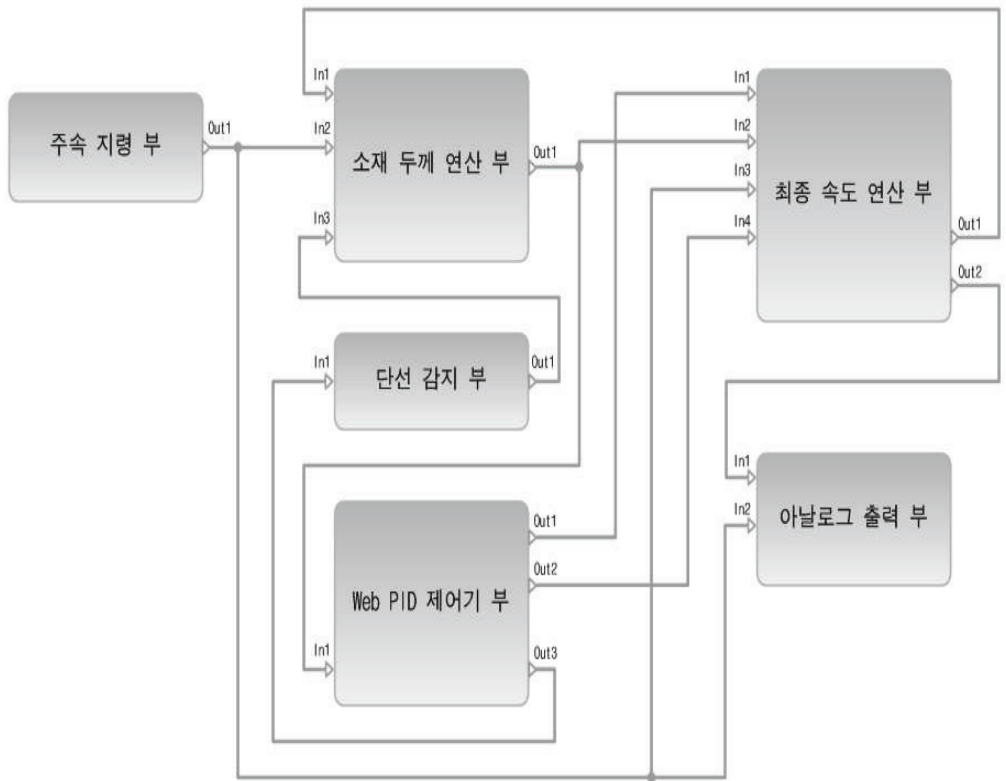 주속 지령 부
Out1
In1
In2
In3
소재 두께 연산 부
Out1
In1
In2
In3
In4
최종 속도 연산 부
Out1
Out2
In1
단선 감지 부
Out1
In1
Web PID 제어기 부
Out1
Out2
Out3
In1
In2
아날로그 출력 부